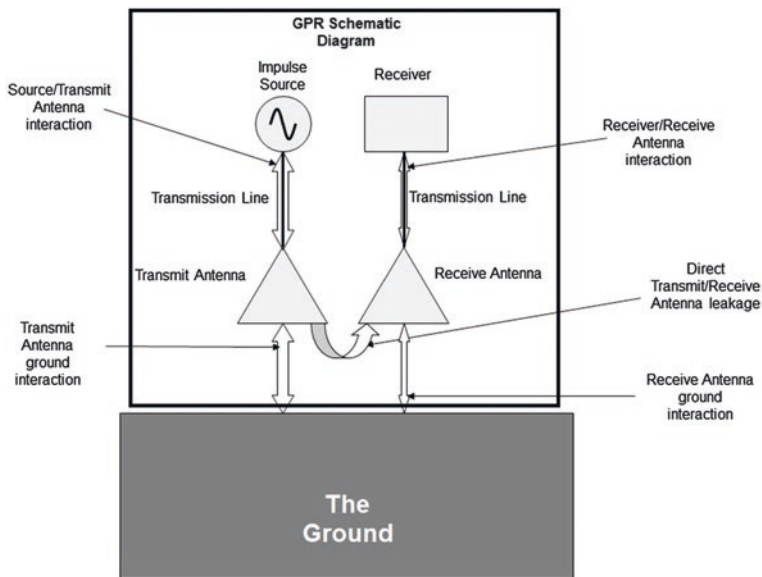 GPR Schematic
Diagram
Impulse
Source
Receiver
Source/Transmit
Antenna
interaction
Receiver/Receive
Antenna
interaction
Transmission Line
Transmission Line
Transmit Antenna
Receive Antenna
Direct
Transmit/Receive
Antenna leakage
Transmit
Antenna
ground
interaction
Receive Antenna
ground
interaction
The
Ground